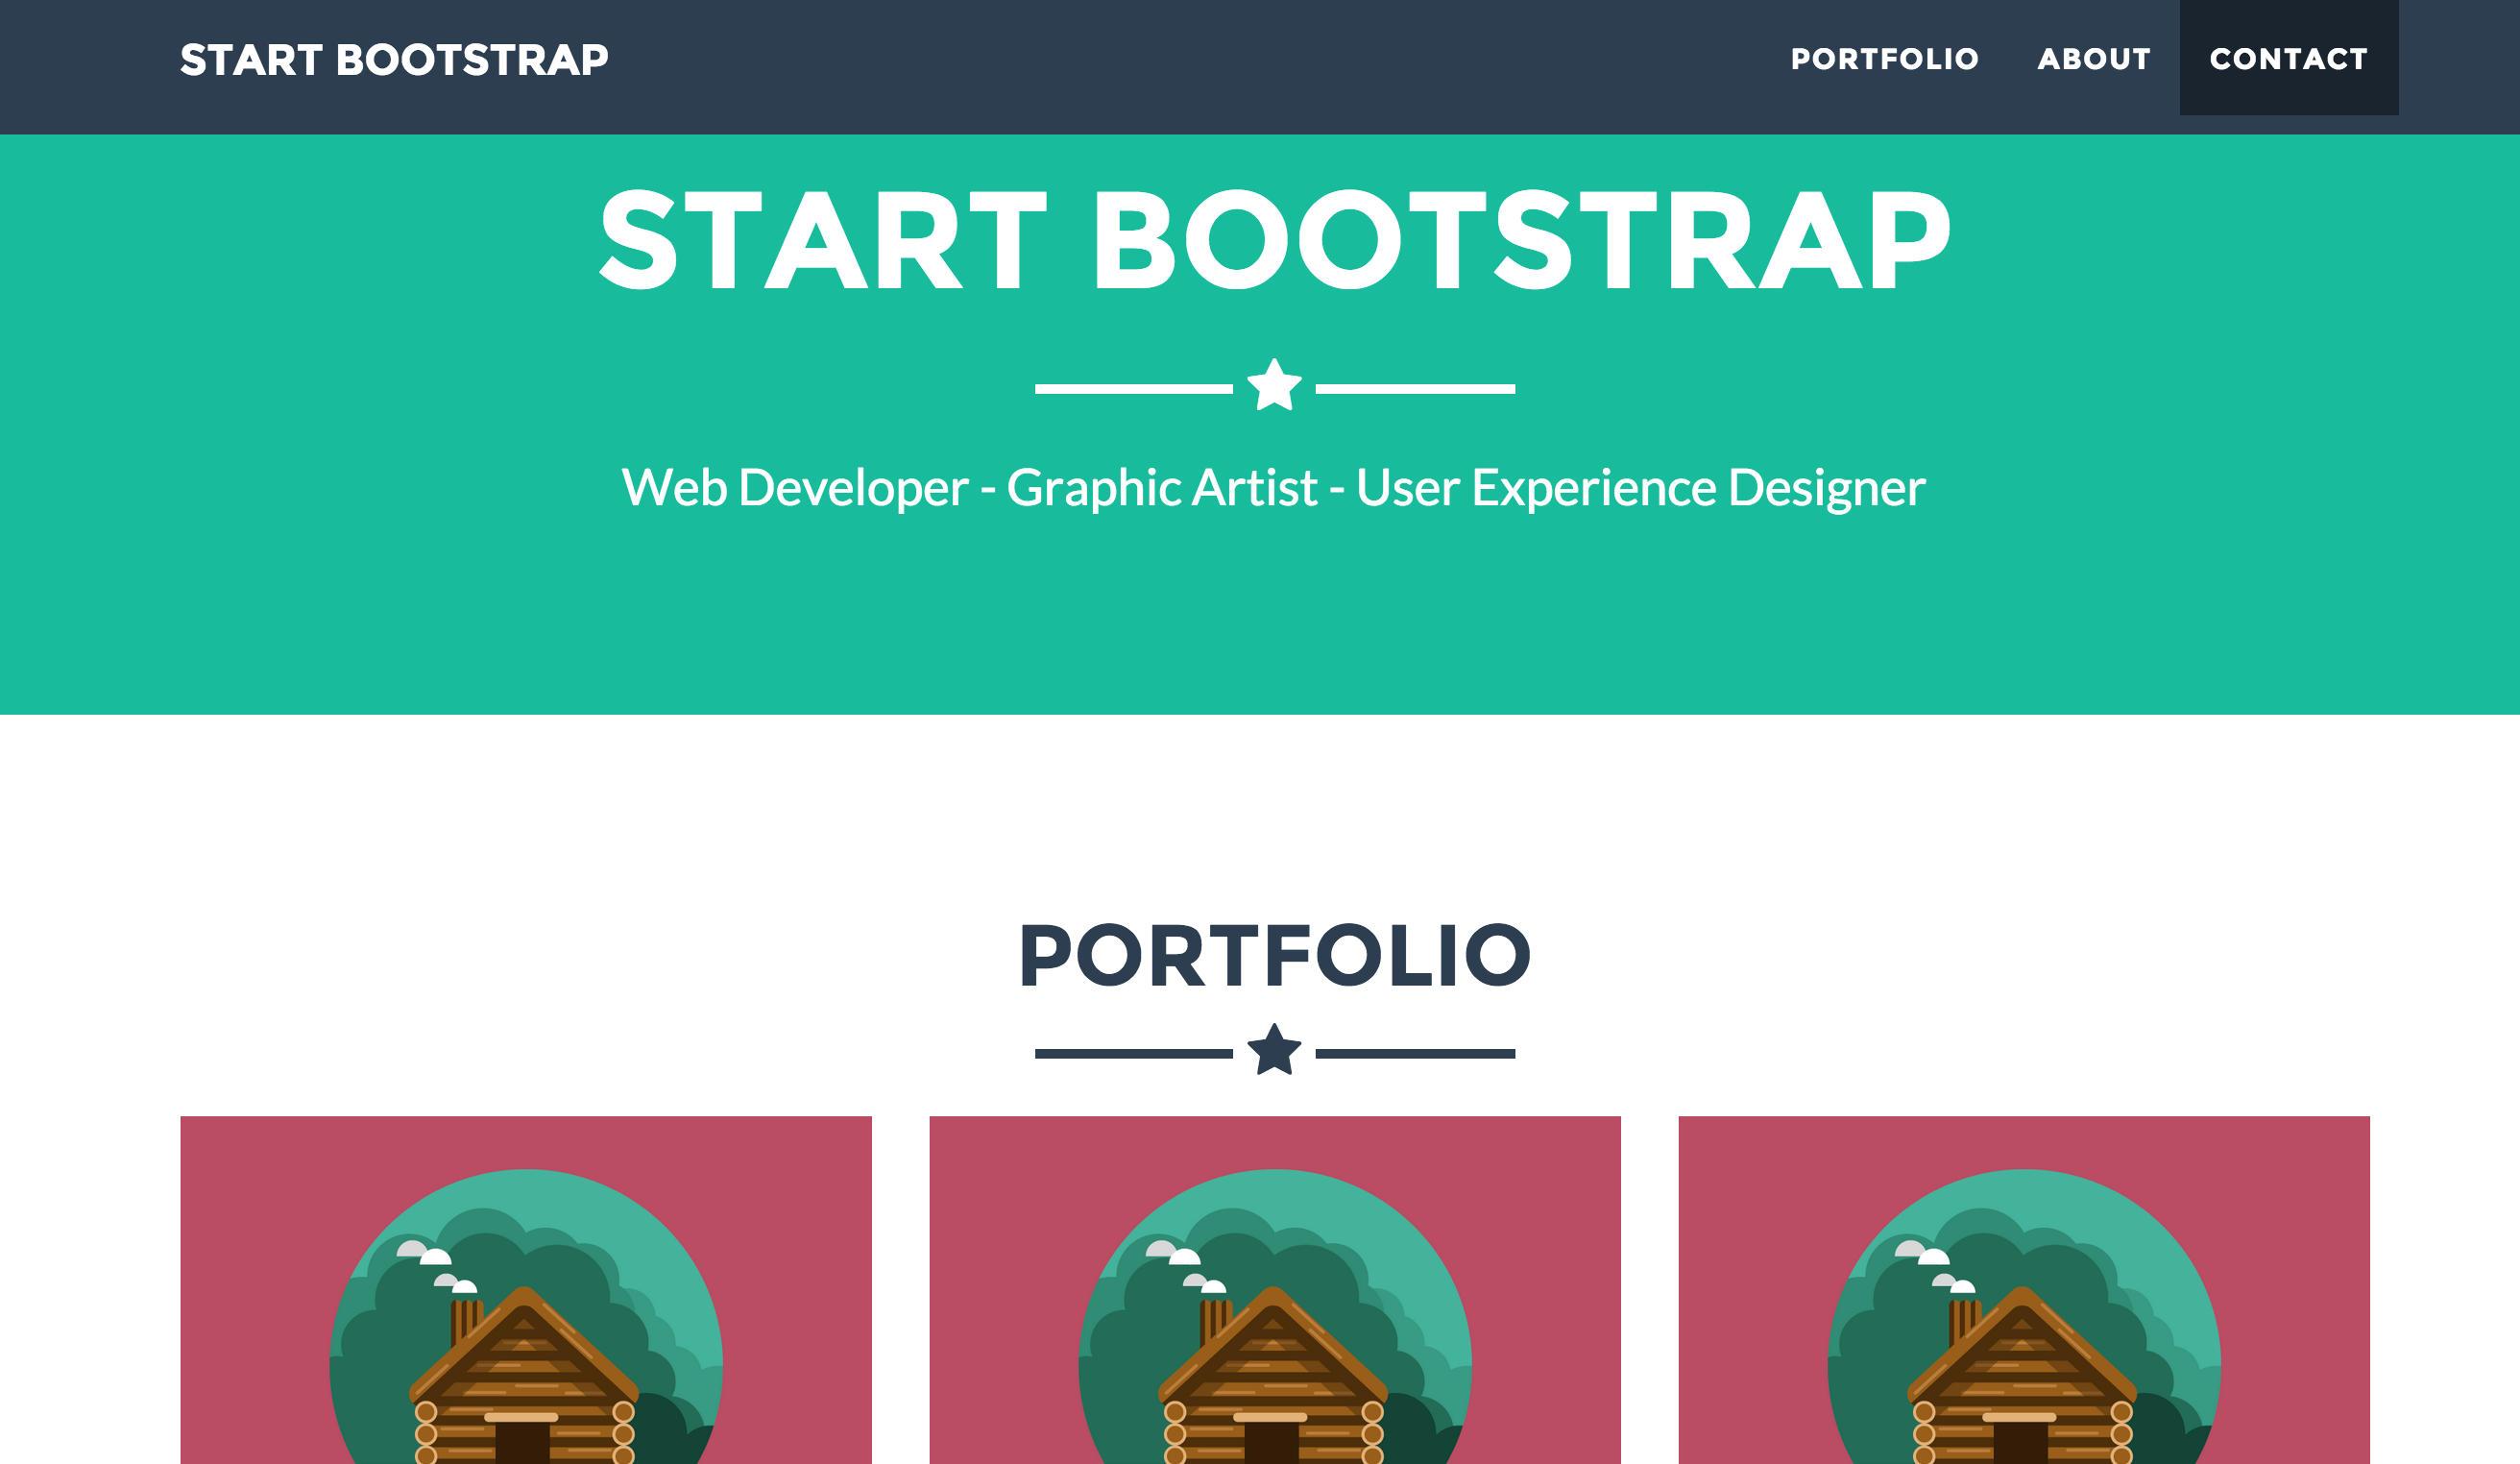 START BOOTSTRAP
PORTFOLIO ABOUT CONTACT
START BOOTSTRAP
Web Developer - Graphic Artist - User Experience Designer
PORTFOLIO